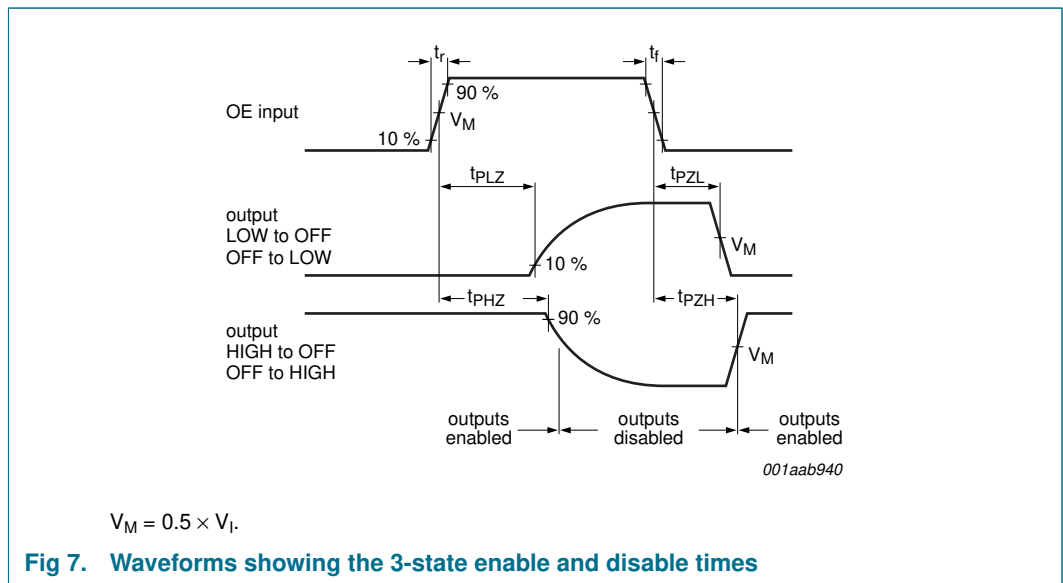 tr tf
90 %
OE input
VM
10 %
tPLZ tPZL
output
LOW to OFF
OFF to LOW
VM
10 %
tPHZ tPZH
90 %
output
HIGH to OFF
OFF to HIGH
VM
outputs enabled
outputs disabled
outputs enabled
001aab940
VM = 0.5 × VI.
Fig 7. Waveforms showing the 3-state enable and disable times